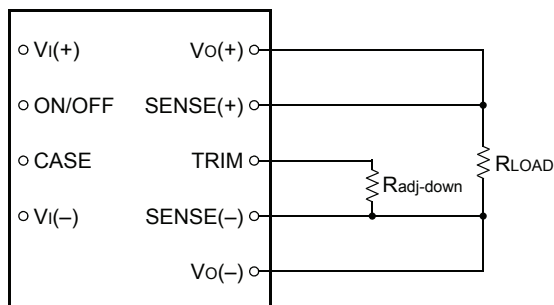 VI(+)
VO(+)
ON/OFF
SENSE(+)
CASE
TRIM
RLOAD
Radj-down
VI(–)
SENSE(–)
VO(–)